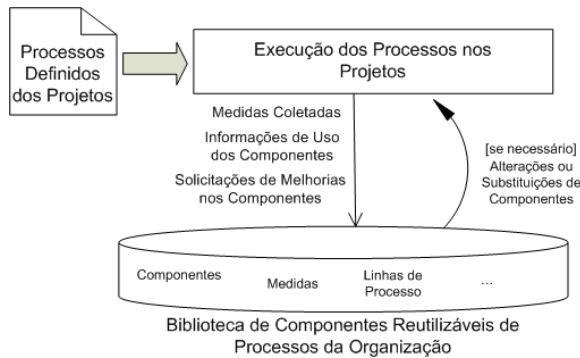 Processos
Definidos
dos Projetos
Execução dos Processos nos
Projetos
Medidas Coletadas
Informações de Uso
dos Componentes
Solicitações de Melhorias
nos Componentes
[se necessário]
Alterações ou
Substituições de
Componentes
Componentes
Medidas
Linhas de
Processo
...
Biblioteca de Componentes Reutilizáveis de
Processos da Organização